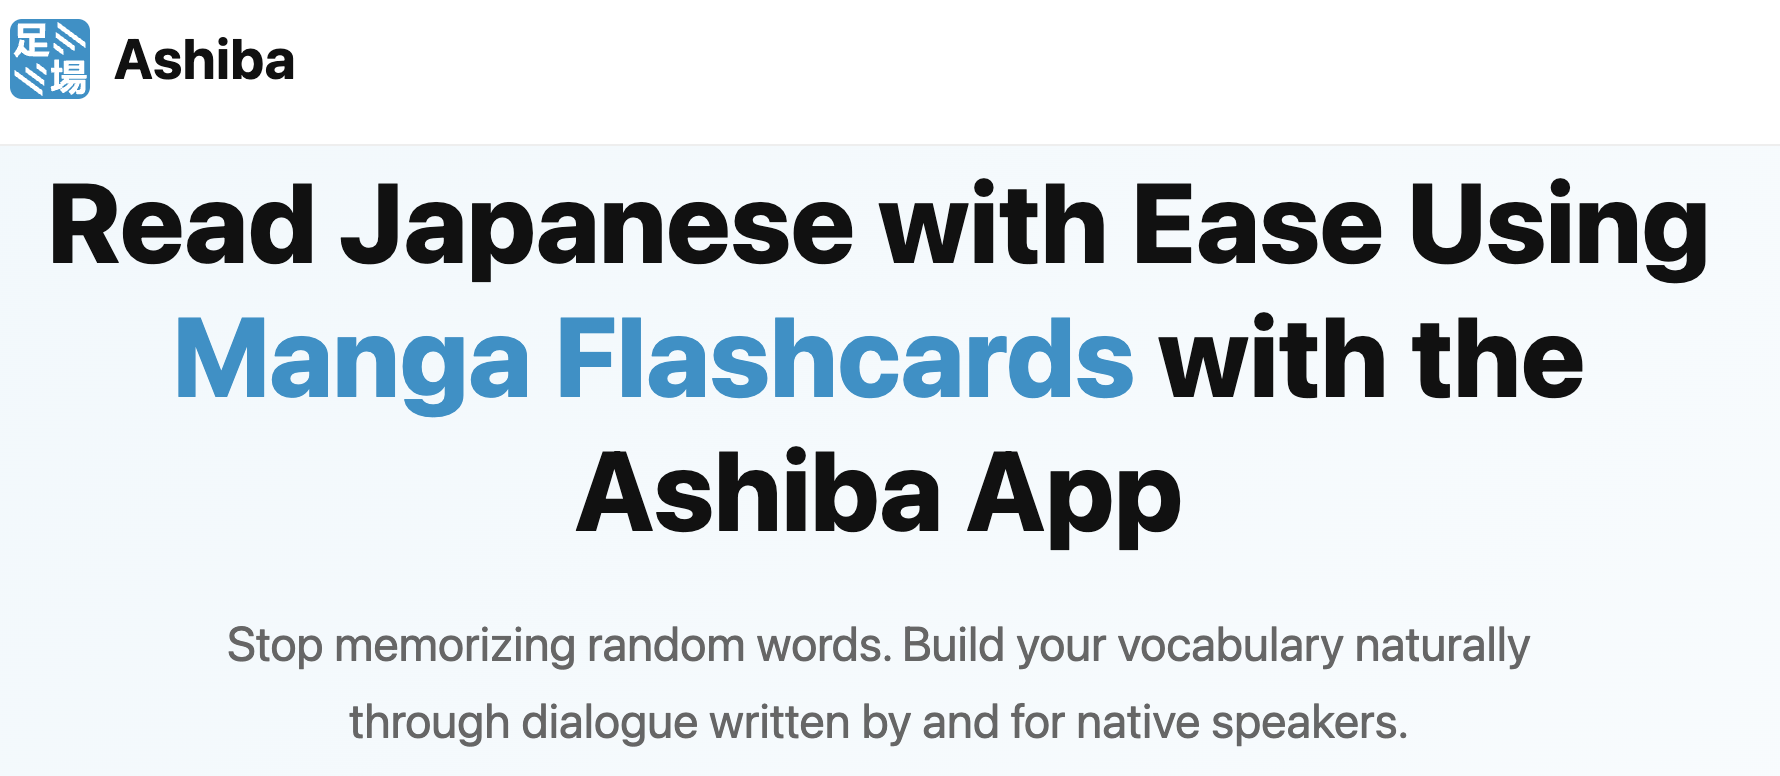 足
場
Ashiba
Read Japanese with Ease Using
Manga Flashcards with the
Ashiba App
Stop memorizing random words. Build your vocabulary naturally
through dialogue written by and for native speakers.